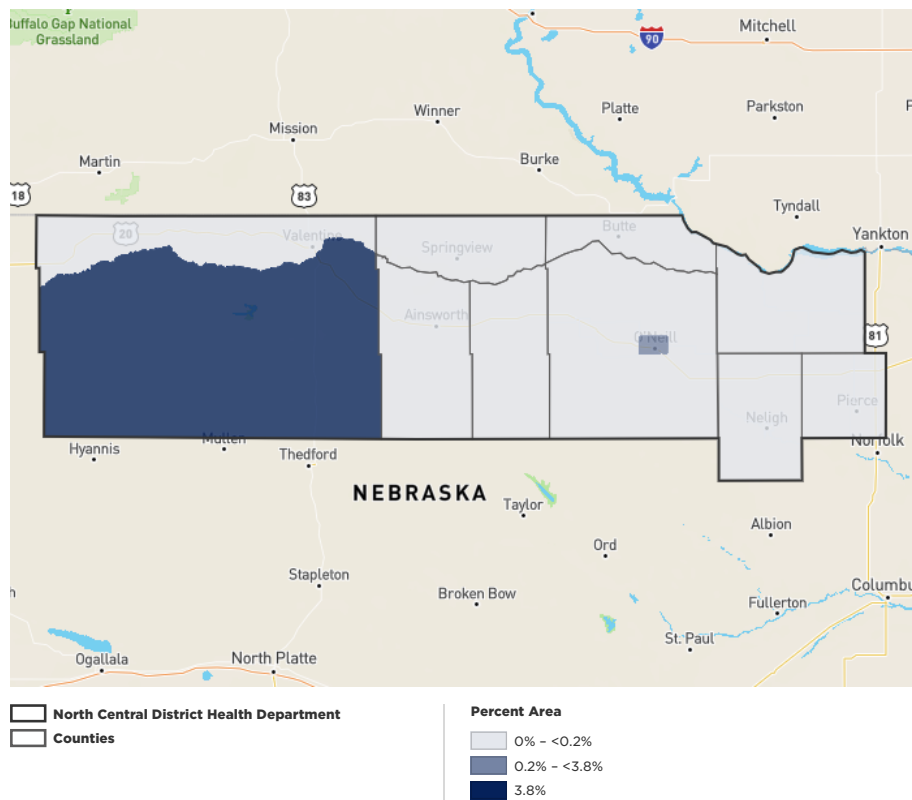 Buffalo Gap National
Grassland
90
Mitchell
Winner
Platte
Parkston
Mission
Martin
Burke
18
83
Tyndall
20
Valentine
Butte
Yankton
Springview
Ainsworth
O'Neill
81
Pierce
Neligh
Hyannis
Mullen
Thedford
Norfolk
NEBRASKA
Taylor
Albion
Ord
Stapleton
Broken Bow
Columbu
Fullerton
St. Paul
Ogallala
North Platte
North Central District Health Department
Counties
Percent Area
0% – <0.2%
0.2% – <3.8%
3.8%